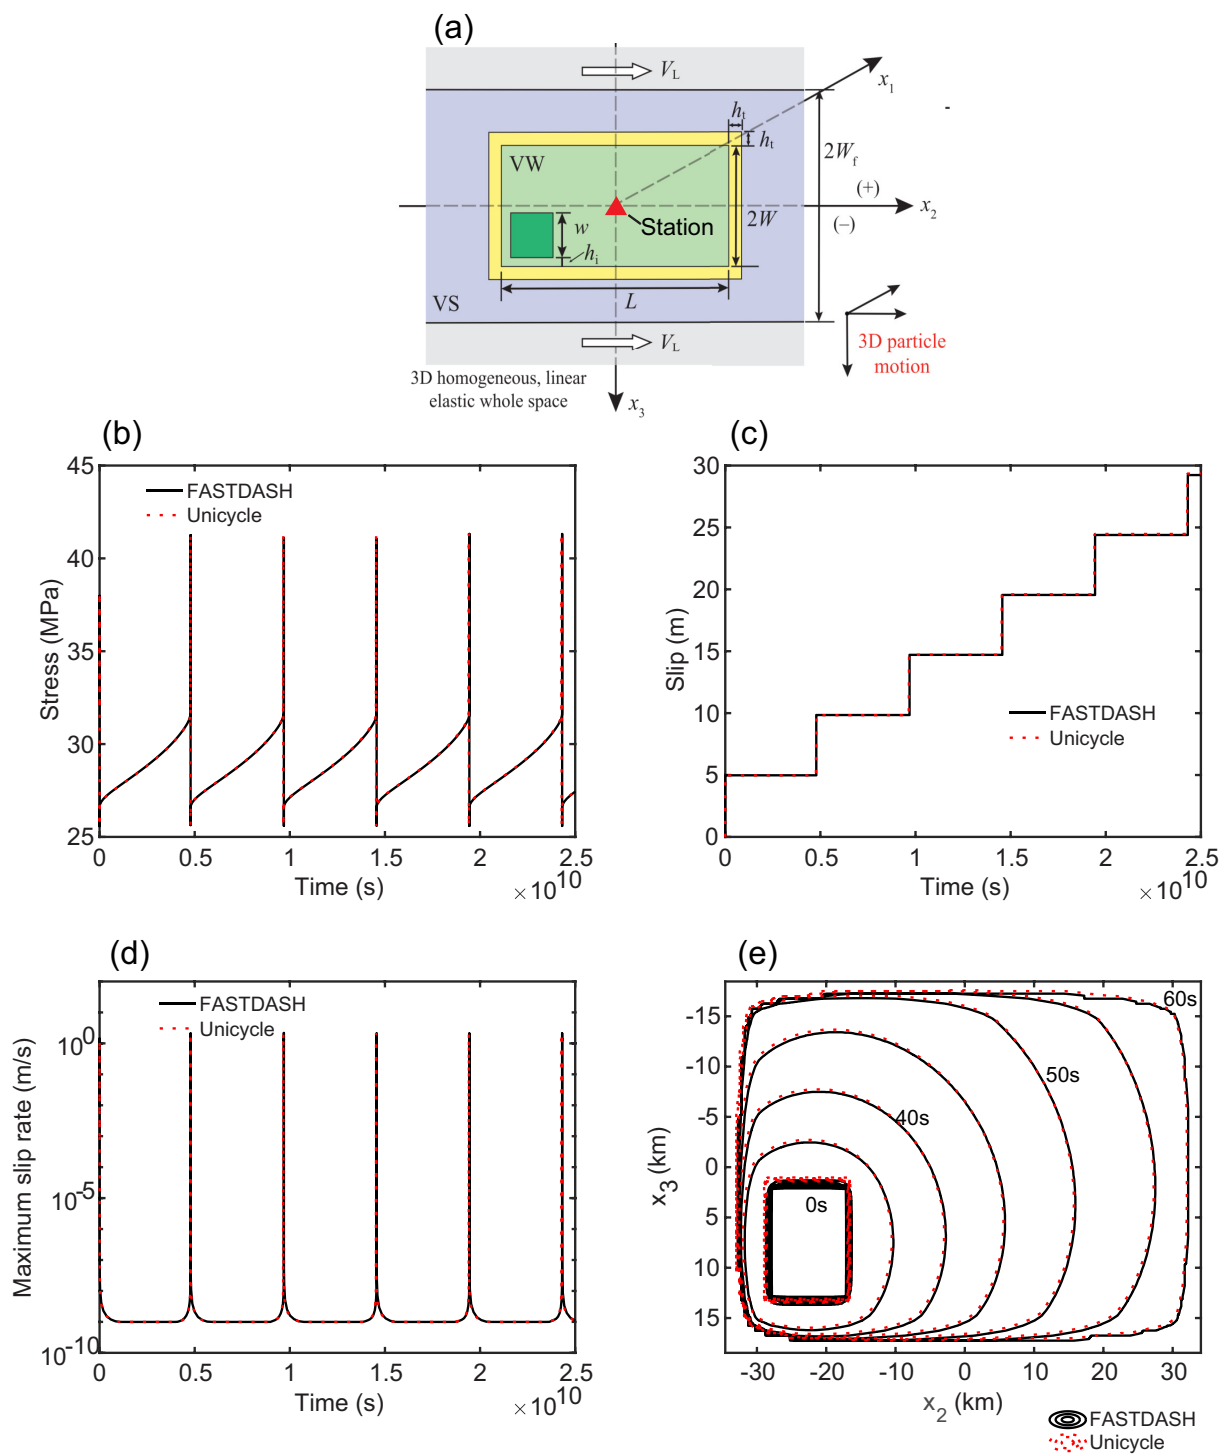 (a)
V_L
x_1
h_t
h_t
VW
2W_f
(+)
x_2
(–)
Station
2W
w
h_i
L
VS
V_L
3D particle
motion
3D homogeneous, linear
elastic whole space
x_3
(b)
45
40
35
30
25
Stress (MPa)
FASTDASH
Unicycle
0 0.5 1 1.5 2 2.5
Time (s)
×10^10
(c)
30
25
20
15
10
5
0
Slip (m)
FASTDASH
Unicycle
0 0.5 1 1.5 2 2.5
Time (s)
×10^10
(d)
10^0
10^-5
10^-10
Maximum slip rate (m/s)
FASTDASH
Unicycle
0 0.5 1 1.5 2 2.5
Time (s)
×10^10
(e)
-15
-10
-5
0
5
10
15
x_3 (km)
60s
50s
40s
0s
-30 -20 -10 0 10 20 30
x_2 (km)
FASTDASH
Unicycle